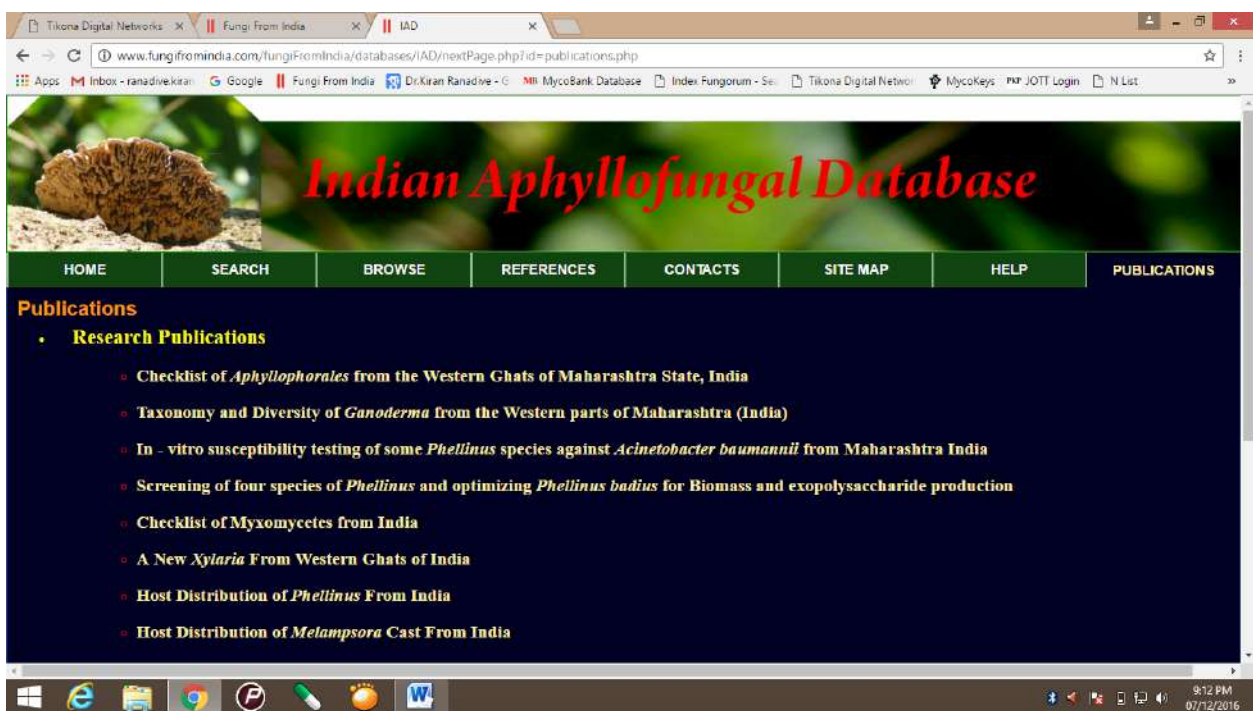 Tikona Digital Networks
Fungi From India
IAD
www.fungifromindia.com/fungiFromIndia/databases/IAD/nextPage.php?id=publications.php
Apps Inbox - ranadive.kiran Google Fungi From India Dr.Kiran Ranadive - G MycoBank Database Index Fungorum - Sea Tikona Digital Networ MycoKeys PKP JOTT Login N List »
Indian Aphyllofungal Database
HOME SEARCH BROWSE REFERENCES CONTACTS SITE MAP HELP PUBLICATIONS
Publications
• Research Publications
Checklist of Aphyllophorales from the Western Ghats of Maharashtra State, India
Taxonomy and Diversity of Ganoderma from the Western parts of Maharashtra (India)
In - vitro susceptibility testing of some Phellinus species against Acinetobacter baumannii from Maharashtra India
Screening of four species of Phellinus and optimizing Phellinus badius for Biomass and exopolysaccharide production
Checklist of Myxomycetes from India
A New Xylaria From Western Ghats of India
Host Distribution of Phellinus From India
Host Distribution of Melampsora Cast From India
9:12 PM
07/12/2016